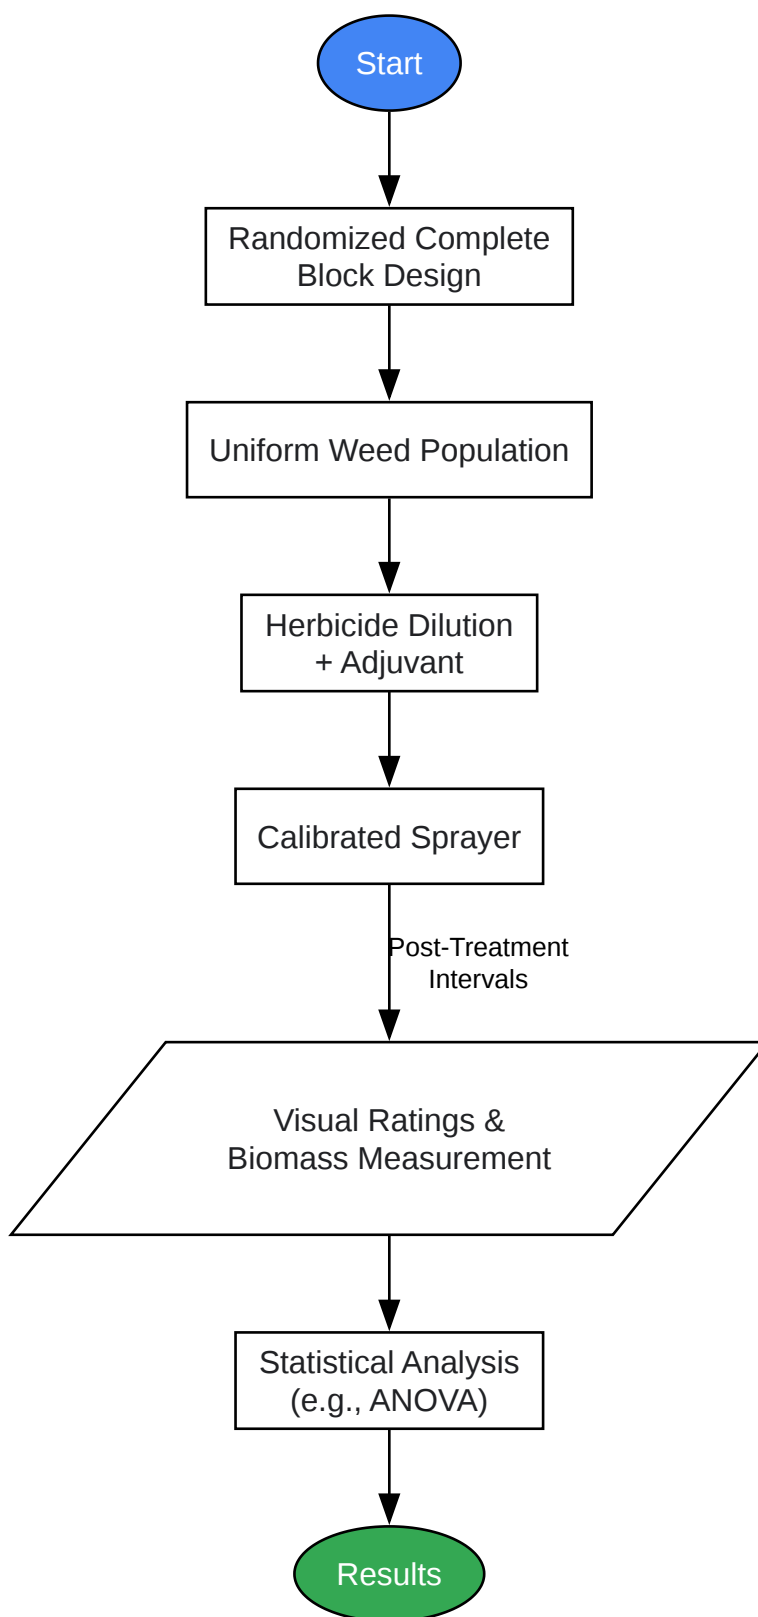 Start
Randomized Complete
Block Design
Uniform Weed Population
Herbicide Dilution
+ Adjuvant
Calibrated Sprayer
Post-Treatment
Intervals
Visual Ratings &
Biomass Measurement
Statistical Analysis
(e.g., ANOVA)
Results